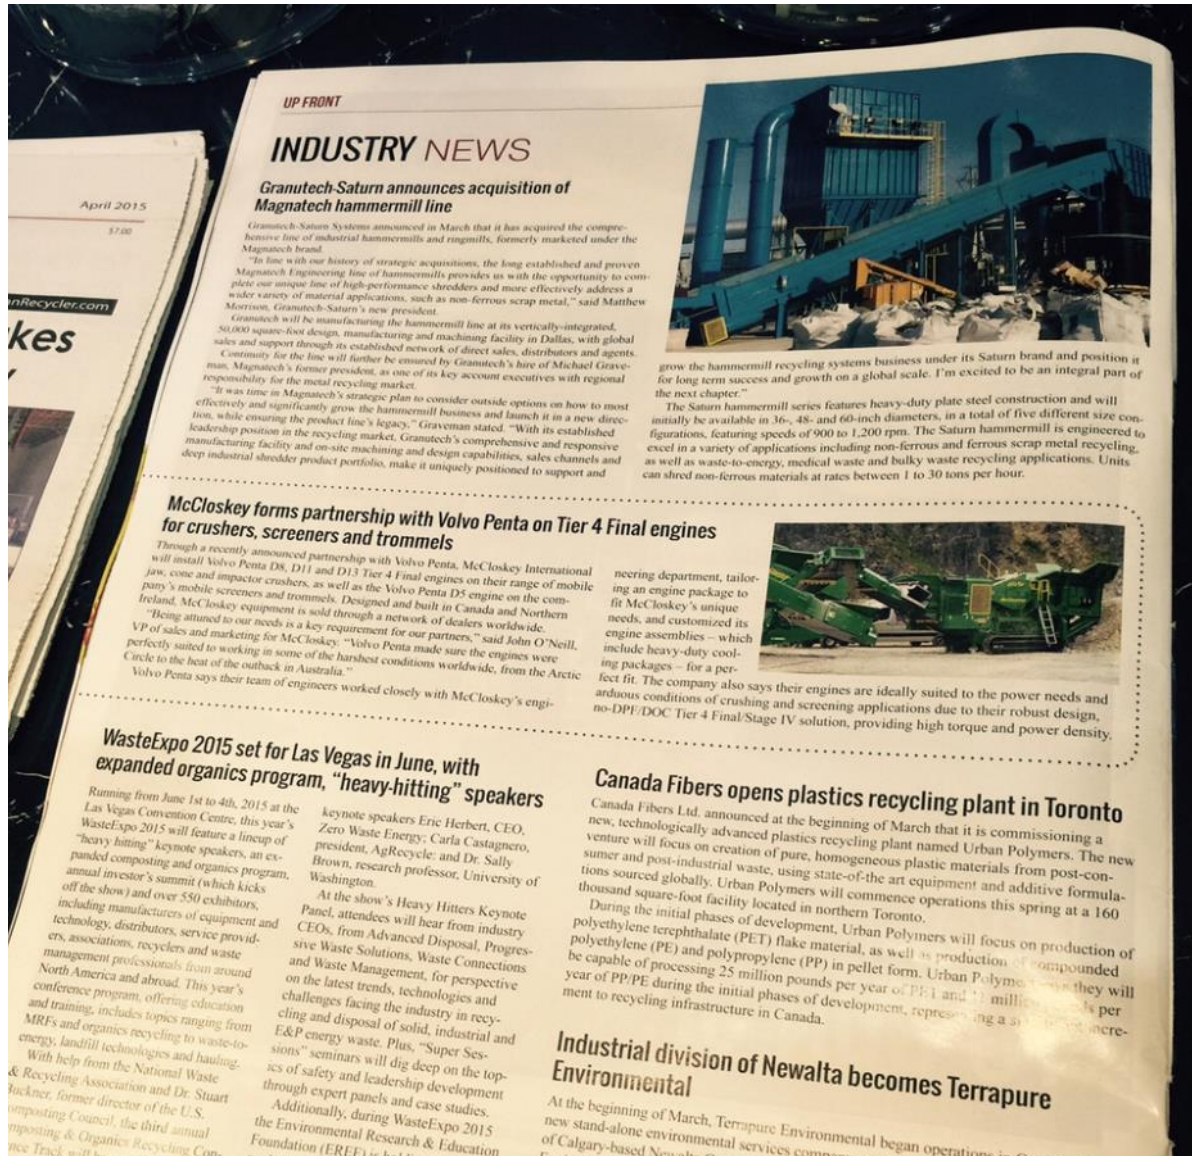 April 2015
$7.00
nRecycler.com
kes
UP FRONT
INDUSTRY NEWS
Granutech-Saturn announces acquisition of
Magnatech hammermill line
Granutech-Saturn Systems announced in March that it has acquired the compre-
hensive line of industrial hammermills and ringmills, formerly marketed under the
Magnatech brand.
"In line with our history of strategic acquisitions, the long established and proven
Magnatech Engineering line of hammermills provides us with the opportunity to com-
plete our unique line of high-performance shredders and more effectively address a
wider variety of material applications, such as non-ferrous scrap metal," said Matthew
Morrison, Granutech-Saturn's new president.
Granutech will be manufacturing the hammermill line at its vertically-integrated,
50,000 square-foot design, manufacturing and machining facility in Dallas, with global
sales and support through its established network of direct sales, distributors and agents.
Continuity for the line will further be ensured by Granutech's hire of Michael Grave-
man, Magnatech's former president, as one of its key account executives with regional
responsibility for the metal recycling market.
"It was time in Magnatech's strategic plan to consider outside options on how to most
effectively and significantly grow the hammermill business and launch it in a new direc-
tion, while ensuring the product line's legacy," Graveman stated. "With its established
leadership position in the recycling market, Granutech's comprehensive and responsive
manufacturing facility and on-site machining and design capabilities, sales channels and
deep industrial shredder product portfolio, make it uniquely positioned to support and
grow the hammermill recycling systems business under its Saturn brand and position it
for long term success and growth on a global scale. I'm excited to be an integral part of
the next chapter."
The Saturn hammermill series features heavy-duty plate steel construction and will
initially be available in 36-, 48- and 60-inch diameters, in a total of five different size con-
figurations, featuring speeds of 900 to 1,200 rpm. The Saturn hammermill is engineered to
excel in a variety of applications including non-ferrous and ferrous scrap metal recycling,
as well as waste-to-energy, medical waste and bulky waste recycling applications. Units
can shred non-ferrous materials at rates between 1 to 30 tons per hour.
McCloskey forms partnership with Volvo Penta on Tier 4 Final engines
for crushers, screeners and trommels
Through a recently announced partnership with Volvo Penta, McCloskey International
will install Volvo Penta D8, D11 and D13 Tier 4 Final engines on their range of mobile
jaw, cone and impactor crushers, as well as the Volvo Penta D5 engine on the com-
pany's mobile screeners and trommels. Designed and built in Canada and Northern
Ireland, McCloskey equipment is sold through a network of dealers worldwide.
"Being attuned to our needs is a key requirement for our partners," said John O'Neill,
VP of sales and marketing for McCloskey. "Volvo Penta made sure the engines were
perfectly suited to working in some of the harshest conditions worldwide, from the Arctic
Circle to the heat of the outback in Australia."
Volvo Penta says their team of engineers worked closely with McCloskey's engi-
neering department, tailor-
ing an engine package to
fit McCloskey's unique
needs, and customized its
engine assemblies – which
include heavy-duty cool-
ing packages – for a per-
fect fit. The company also says their engines are ideally suited to the power needs and
arduous conditions of crushing and screening applications due to their robust design,
no-DPF/DOC Tier 4 Final/Stage IV solution, providing high torque and power density.
WasteExpo 2015 set for Las Vegas in June, with
expanded organics program, "heavy-hitting" speakers
Running from June 1st to 4th, 2015 at the
Las Vegas Convention Centre, this year's
WasteExpo 2015 will feature a lineup of
"heavy hitting" keynote speakers, an ex-
panded composting and organics program,
annual investor's summit (which kicks
off the show) and over 550 exhibitors,
including manufacturers of equipment and
technology, distributors, service provid-
ers, associations, recyclers and waste
management professionals from around
North America and abroad. This year's
conference program, offering education
and training, includes topics ranging from
MRFs and organics recycling to waste-to-
energy, landfill technologies and hauling.
With help from the National Waste
& Recycling Association and Dr. Stuart
Buckner, former director of the U.S.
omposting Council, the third annual
mposting & Organics Recycling Con-
nce Track will
keynote speakers Eric Herbert, CEO,
Zero Waste Energy; Carla Castagnero,
president, AgRecycle; and Dr. Sally
Brown, research professor, University of
Washington.
At the show's Heavy Hitters Keynote
Panel, attendees will hear from industry
CEOs, from Advanced Disposal, Progres-
sive Waste Solutions, Waste Connections
and Waste Management, for perspective
on the latest trends, technologies and
challenges facing the industry in recy-
cling and disposal of solid, industrial and
E&P energy waste. Plus, "Super Ses-
sions" seminars will dig deep on the top-
ics of safety and leadership development
through expert panels and case studies.
Additionally, during WasteExpo 2015
the Environmental Research & Education
Foundation (EREF) is
Canada Fibers opens plastics recycling plant in Toronto
Canada Fibers Ltd. announced at the beginning of March that it is commissioning a
new, technologically advanced plastics recycling plant named Urban Polymers. The new
venture will focus on creation of pure, homogeneous plastic materials from post-con-
sumer and post-industrial waste, using state-of-the art equipment and additive formula-
tions sourced globally. Urban Polymers will commence operations this spring at a 160
thousand square-foot facility located in northern Toronto.
During the initial phases of development, Urban Polymers will focus on production of
polyethylene terephthalate (PET) flake material, as well as production of compounded
polyethylene (PE) and polypropylene (PP) in pellet form. Urban Polymers they will
be capable of processing 25 million pounds per year of PET and million per
year of PP/PE during the initial phases of development, representing a incre-
ment to recycling infrastructure in Canada.
Industrial division of Newalta becomes Terrapure
Environmental
At the beginning of March, Terrapure Environmental began operations
new stand-alone environmental services
of Calgary-based